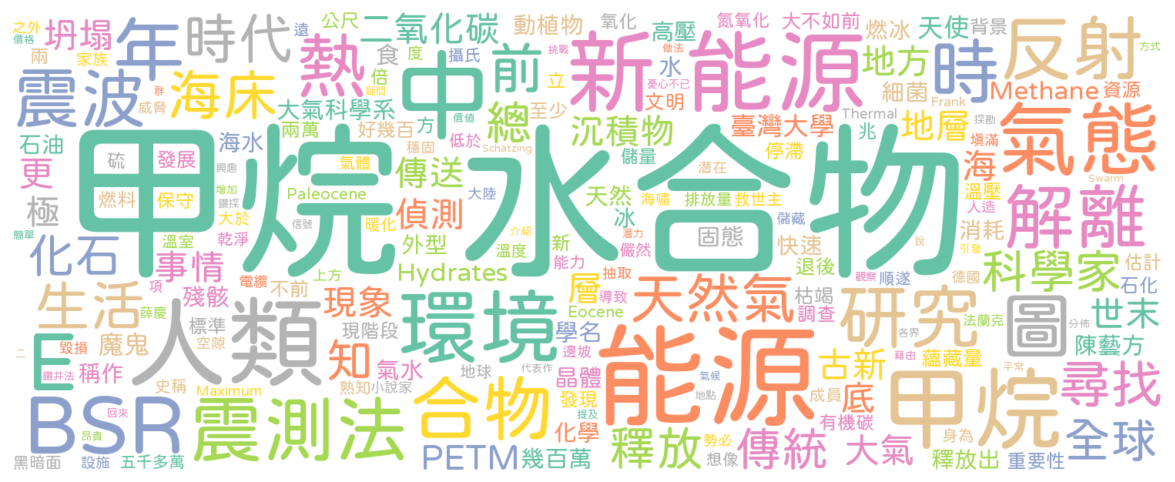 之外 坍塌 年 時代 公尺 二氧化碳 動植物 氧化 氮氧化 大不如前 燃冰 天使 背景
價格 兩 家族 遠 食 度 攝氏 挑戰 高壓 做法 方式
震波 海床 熱 倍 中 前 立 新能源 水 地方 時 反射
群 威脅 疑問 價值 憂心不已 文明 細菌 Methane 資源
大氣科學系 總 至少 Thermal Frank 探勘
石油 海水 兩萬 好幾百 方 低於 沉積物 臺灣大學 兆 地層 填滿 氣態
更 硫 發展 興趣 氣體 穩固 傳送 Schätzing 儲量 停滯 海 Swarm
甲烷水合物
極 燃料 保守 增加 鑽探 Paleocene 大陸 天然 潛在 海嘯 排放量 救世主 溫壓 人造 解離
大於 信號 暖化 偵測 冰 固態 儲藏 消耗 引發
化石 溫室 乾淨 簡單 介紹 外型 溫度 新 潛力 儼然 快速 說 科學家 估計
事情 項 電纜 上方 Hydrates 能力 抽取 退後 觀察 順遂 德國 石化
生活 殘骸 不前 現象 層 導致 天然氣 枯竭
薛慶 人類 環境 Eocene 調查 研究 法蘭克 分佈 圖 世末
E 魔鬼 標準 空隙 現階段 知 學名 能源 各界 陳藝方
毀損 稱作 二 鑽井法 氣水 地球 邊坡 古新 蘊藏量 藉由 平常
史稱 熟知 小說家 代表作 晶體 氣候 成員 底 甲烷 尋找
BSR 回來 昂貴 Maximum 合物 發現 地點 有機碳
震測法 提及 化學 釋放 勢必 傳統 身為 全球
黑暗面 設施 五千多萬 PETM 幾百萬 想像 大氣 釋放出 重要性